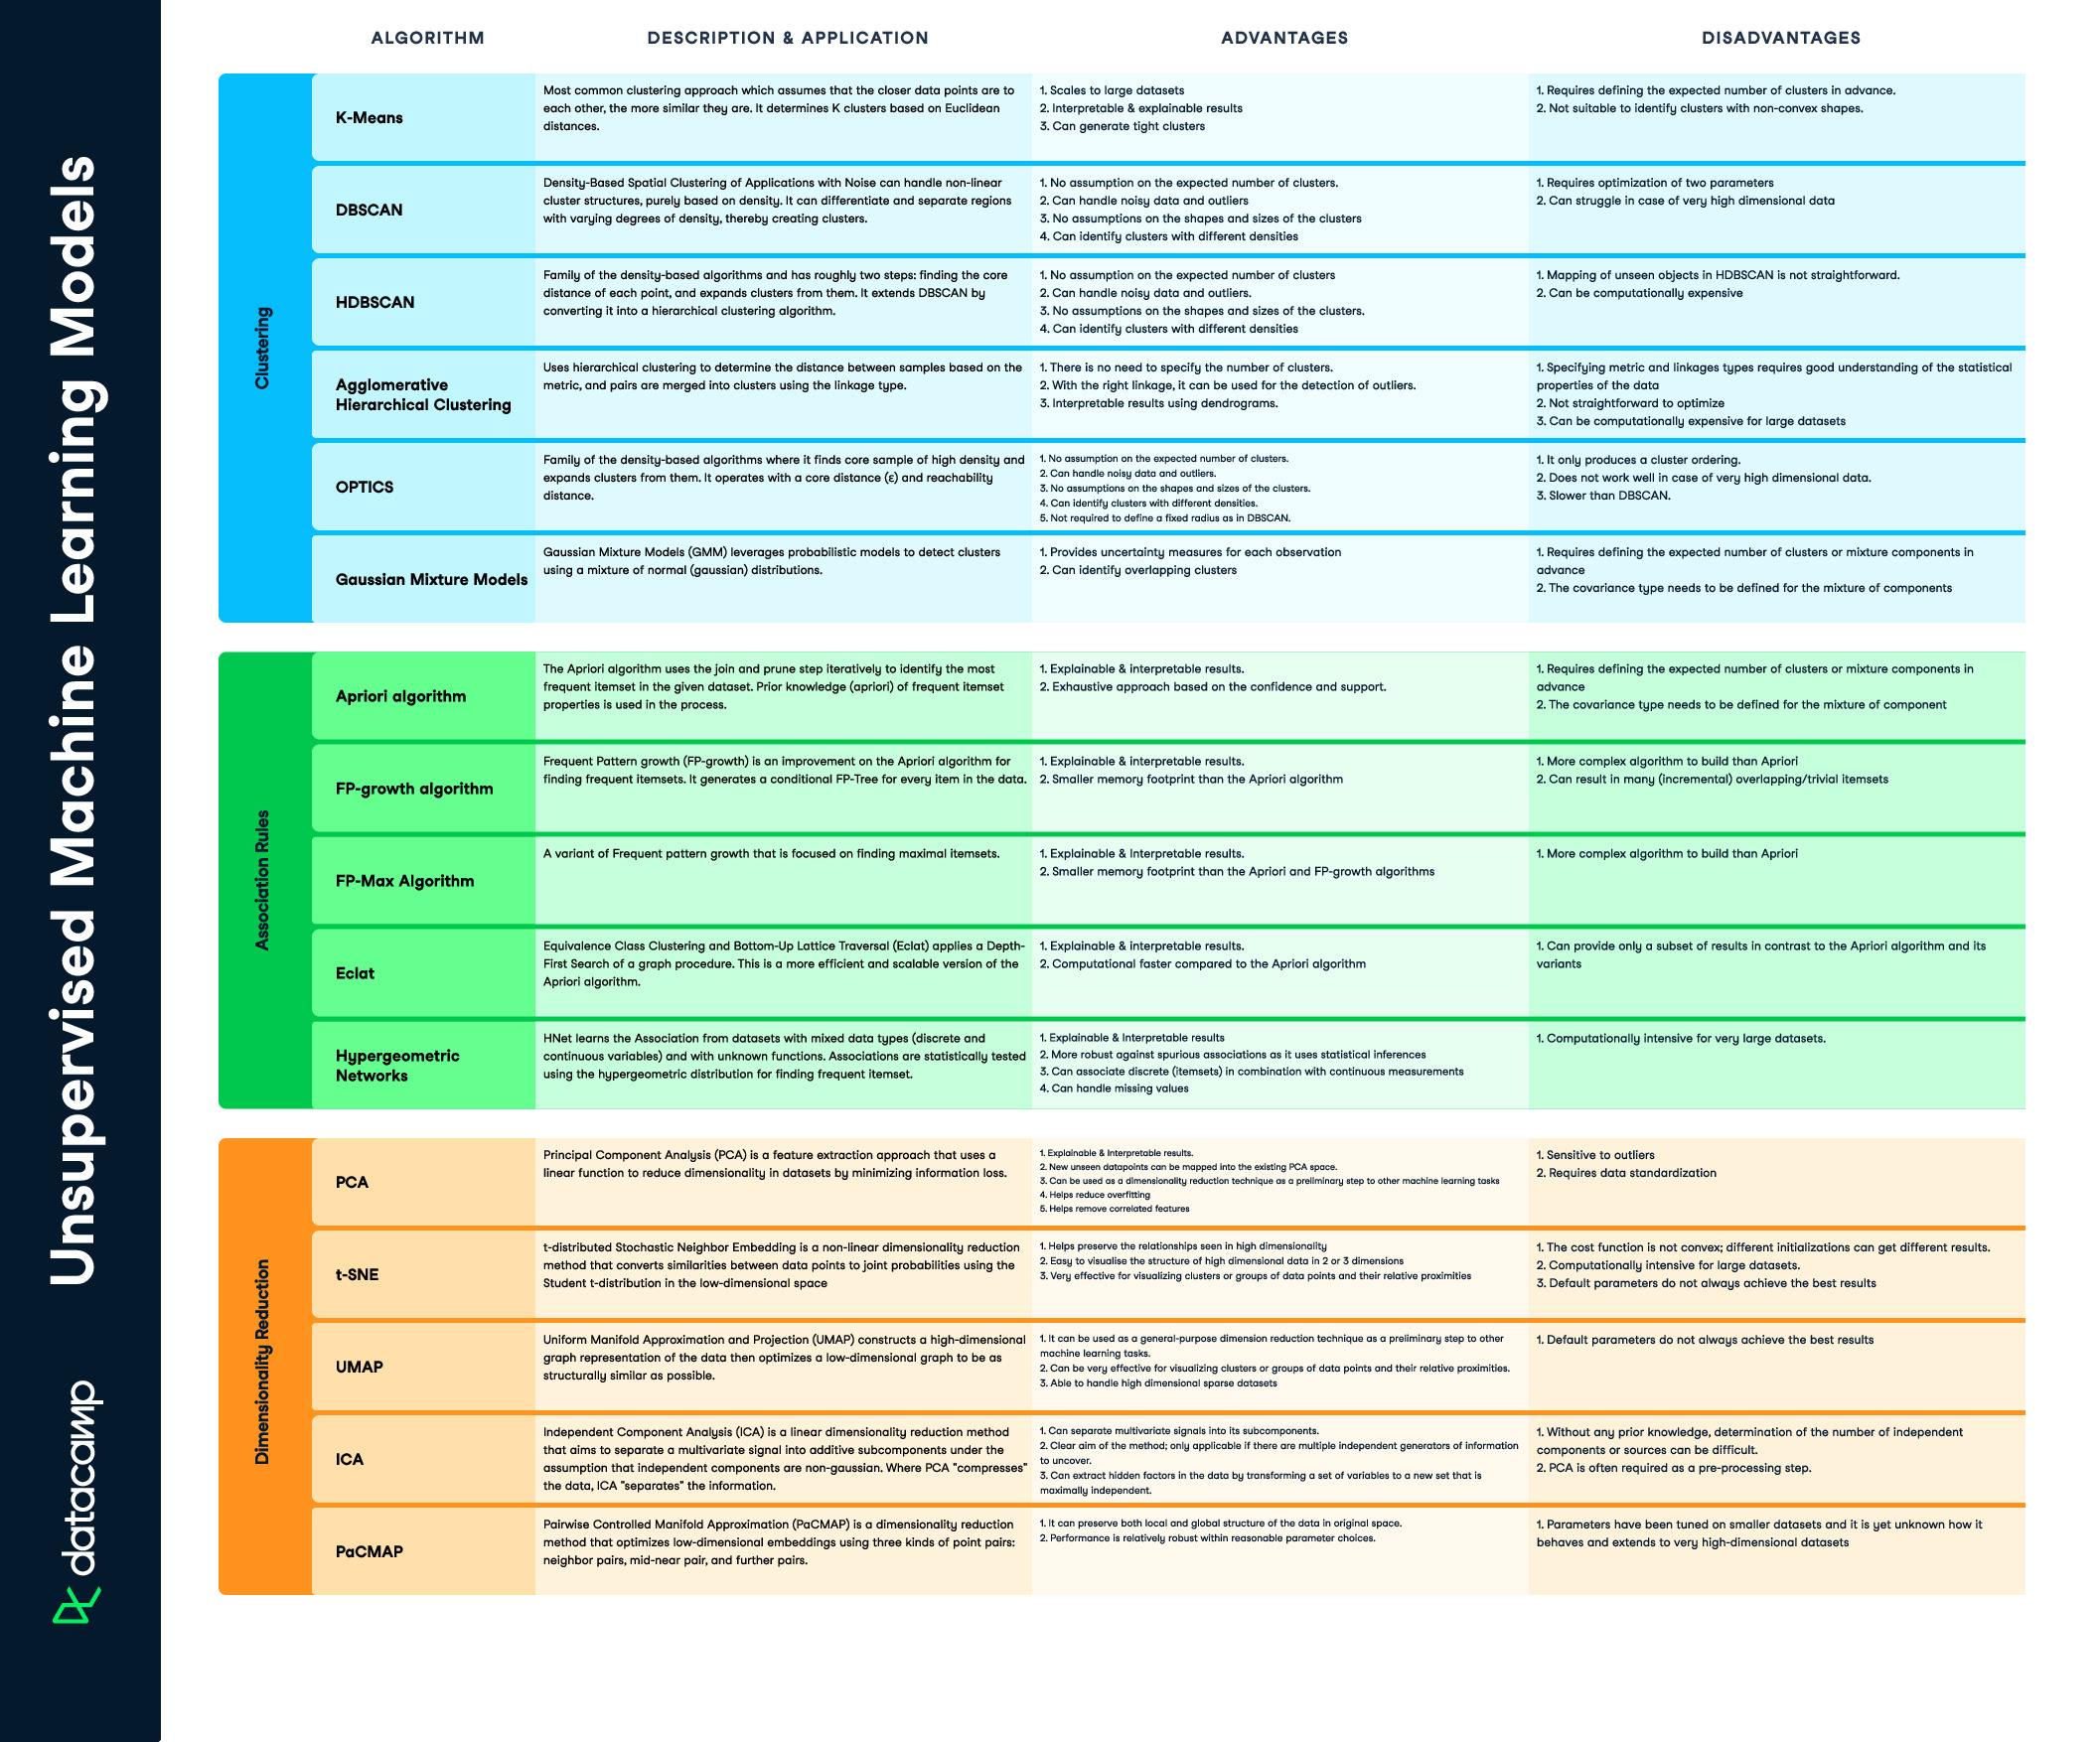 Unsupervised Machine Learning Models
datacamp
ALGORITHM
DESCRIPTION & APPLICATION
ADVANTAGES
DISADVANTAGES
Clustering
K-Means
Most common clustering approach which assumes that the closer data points are to
each other, the more similar they are. It determines K clusters based on Euclidean
distances.
1. Scales to large datasets
2. Interpretable & explainable results
3. Can generate tight clusters
1. Requires defining the expected number of clusters in advance.
2. Not suitable to identify clusters with non-convex shapes.
DBSCAN
Density-Based Spatial Clustering of Applications with Noise can handle non-linear
cluster structures, purely based on density. It can differentiate and separate regions
with varying degrees of density, thereby creating clusters.
1. No assumption on the expected number of clusters.
2. Can handle noisy data and outliers
3. No assumptions on the shapes and sizes of the clusters
4. Can identify clusters with different densities
1. Requires optimization of two parameters
2. Can struggle in case of very high dimensional data
HDBSCAN
Family of the density-based algorithms and has roughly two steps: finding the core
distance of each point, and expands clusters from them. It extends DBSCAN by
converting it into a hierarchical clustering algorithm.
1. No assumption on the expected number of clusters
2. Can handle noisy data and outliers.
3. No assumptions on the shapes and sizes of the clusters.
4. Can identify clusters with different densities
1. Mapping of unseen objects in HDBSCAN is not straightforward.
2. Can be computationally expensive
Agglomerative
Hierarchical Clustering
Uses hierarchical clustering to determine the distance between samples based on the
metric, and pairs are merged into clusters using the linkage type.
1. There is no need to specify the number of clusters.
2. With the right linkage, it can be used for the detection of outliers.
3. Interpretable results using dendrograms.
1. Specifying metric and linkages types requires good understanding of the statistical
properties of the data
2. Not straightforward to optimize
3. Can be computationally expensive for large datasets
OPTICS
Family of the density-based algorithms where it finds core sample of high density and
expands clusters from them. It operates with a core distance (ε) and reachability
distance.
1. No assumption on the expected number of clusters.
2. Can handle noisy data and outliers.
3. No assumptions on the shapes and sizes of the clusters.
4. Can identify clusters with different densities.
5. Not required to define a fixed radius as in DBSCAN.
1. It only produces a cluster ordering.
2. Does not work well in case of very high dimensional data.
3. Slower than DBSCAN.
Gaussian Mixture Models
Gaussian Mixture Models (GMM) leverages probabilistic models to detect clusters
using a mixture of normal (gaussian) distributions.
1. Provides uncertainty measures for each observation
2. Can identify overlapping clusters
1. Requires defining the expected number of clusters or mixture components in
advance
2. The covariance type needs to be defined for the mixture of components
Association Rules
Apriori algorithm
The Apriori algorithm uses the join and prune step iteratively to identify the most
frequent itemset in the given dataset. Prior knowledge (apriori) of frequent itemset
properties is used in the process.
1. Explainable & interpretable results.
2. Exhaustive approach based on the confidence and support.
1. Requires defining the expected number of clusters or mixture components in
advance
2. The covariance type needs to be defined for the mixture of component
FP-growth algorithm
Frequent Pattern growth (FP-growth) is an improvement on the Apriori algorithm for
finding frequent itemsets. It generates a conditional FP-Tree for every item in the data.
1. Explainable & interpretable results.
2. Smaller memory footprint than the Apriori algorithm
1. More complex algorithm to build than Apriori
2. Can result in many (incremental) overlapping/trivial itemsets
FP-Max Algorithm
A variant of Frequent pattern growth that is focused on finding maximal itemsets.
1. Explainable & Interpretable results.
2. Smaller memory footprint than the Apriori and FP-growth algorithms
1. More complex algorithm to build than Apriori
Eclat
Equivalence Class Clustering and Bottom-Up Lattice Traversal (Eclat) applies a Depth-
First Search of a graph procedure. This is a more efficient and scalable version of the
Apriori algorithm.
1. Explainable & interpretable results.
2. Computational faster compared to the Apriori algorithm
1. Can provide only a subset of results in contrast to the Apriori algorithm and its
variants
Hypergeometric
Networks
HNet learns the Association from datasets with mixed data types (discrete and
continuous variables) and with unknown functions. Associations are statistically tested
using the hypergeometric distribution for finding frequent itemset.
1. Explainable & Interpretable results
2. More robust against spurious associations as it uses statistical inferences
3. Can associate discrete (itemsets) in combination with continuous measurements
4. Can handle missing values
1. Computationally intensive for very large datasets.
Dimensionality Reduction
PCA
Principal Component Analysis (PCA) is a feature extraction approach that uses a
linear function to reduce dimensionality in datasets by minimizing information loss.
1. Explainable & Interpretable results.
2. New unseen datapoints can be mapped into the existing PCA space.
3. Can be used as a dimensionality reduction technique as a preliminary step to other machine learning tasks
4. Helps reduce overfitting
5. Helps remove correlated features
1. Sensitive to outliers
2. Requires data standardization
t-SNE
t-distributed Stochastic Neighbor Embedding is a non-linear dimensionality reduction
method that converts similarities between data points to joint probabilities using the
Student t-distribution in the low-dimensional space
1. Helps preserve the relationships seen in high dimensionality
2. Easy to visualise the structure of high dimensional data in 2 or 3 dimensions
3. Very effective for visualizing clusters or groups of data points and their relative proximities
1. The cost function is not convex; different initializations can get different results.
2. Computationally intensive for large datasets.
3. Default parameters do not always achieve the best results
UMAP
Uniform Manifold Approximation and Projection (UMAP) constructs a high-dimensional
graph representation of the data then optimizes a low-dimensional graph to be as
structurally similar as possible.
1. It can be used as a general-purpose dimension reduction technique as a preliminary step to other
machine learning tasks.
2. Can be very effective for visualizing clusters or groups of data points and their relative proximities.
3. Able to handle high dimensional sparse datasets
1. Default parameters do not always achieve the best results
ICA
Independent Component Analysis (ICA) is a linear dimensionality reduction method
that aims to separate a multivariate signal into additive subcomponents under the
assumption that independent components are non-gaussian. Where PCA "compresses"
the data, ICA "separates" the information.
1. Can separate multivariate signals into its subcomponents.
2. Clear aim of the method; only applicable if there are multiple independent generators of information
to uncover.
3. Can extract hidden factors in the data by transforming a set of variables to a new set that is
maximally independent.
1. Without any prior knowledge, determination of the number of independent
components or sources can be difficult.
2. PCA is often required as a pre-processing step.
PaCMAP
Pairwise Controlled Manifold Approximation (PaCMAP) is a dimensionality reduction
method that optimizes low-dimensional embeddings using three kinds of point pairs:
neighbor pairs, mid-near pair, and further pairs.
1. It can preserve both local and global structure of the data in original space.
2. Performance is relatively robust within reasonable parameter choices.
1. Parameters have been tuned on smaller datasets and it is yet unknown how it
behaves and extends to very high-dimensional datasets